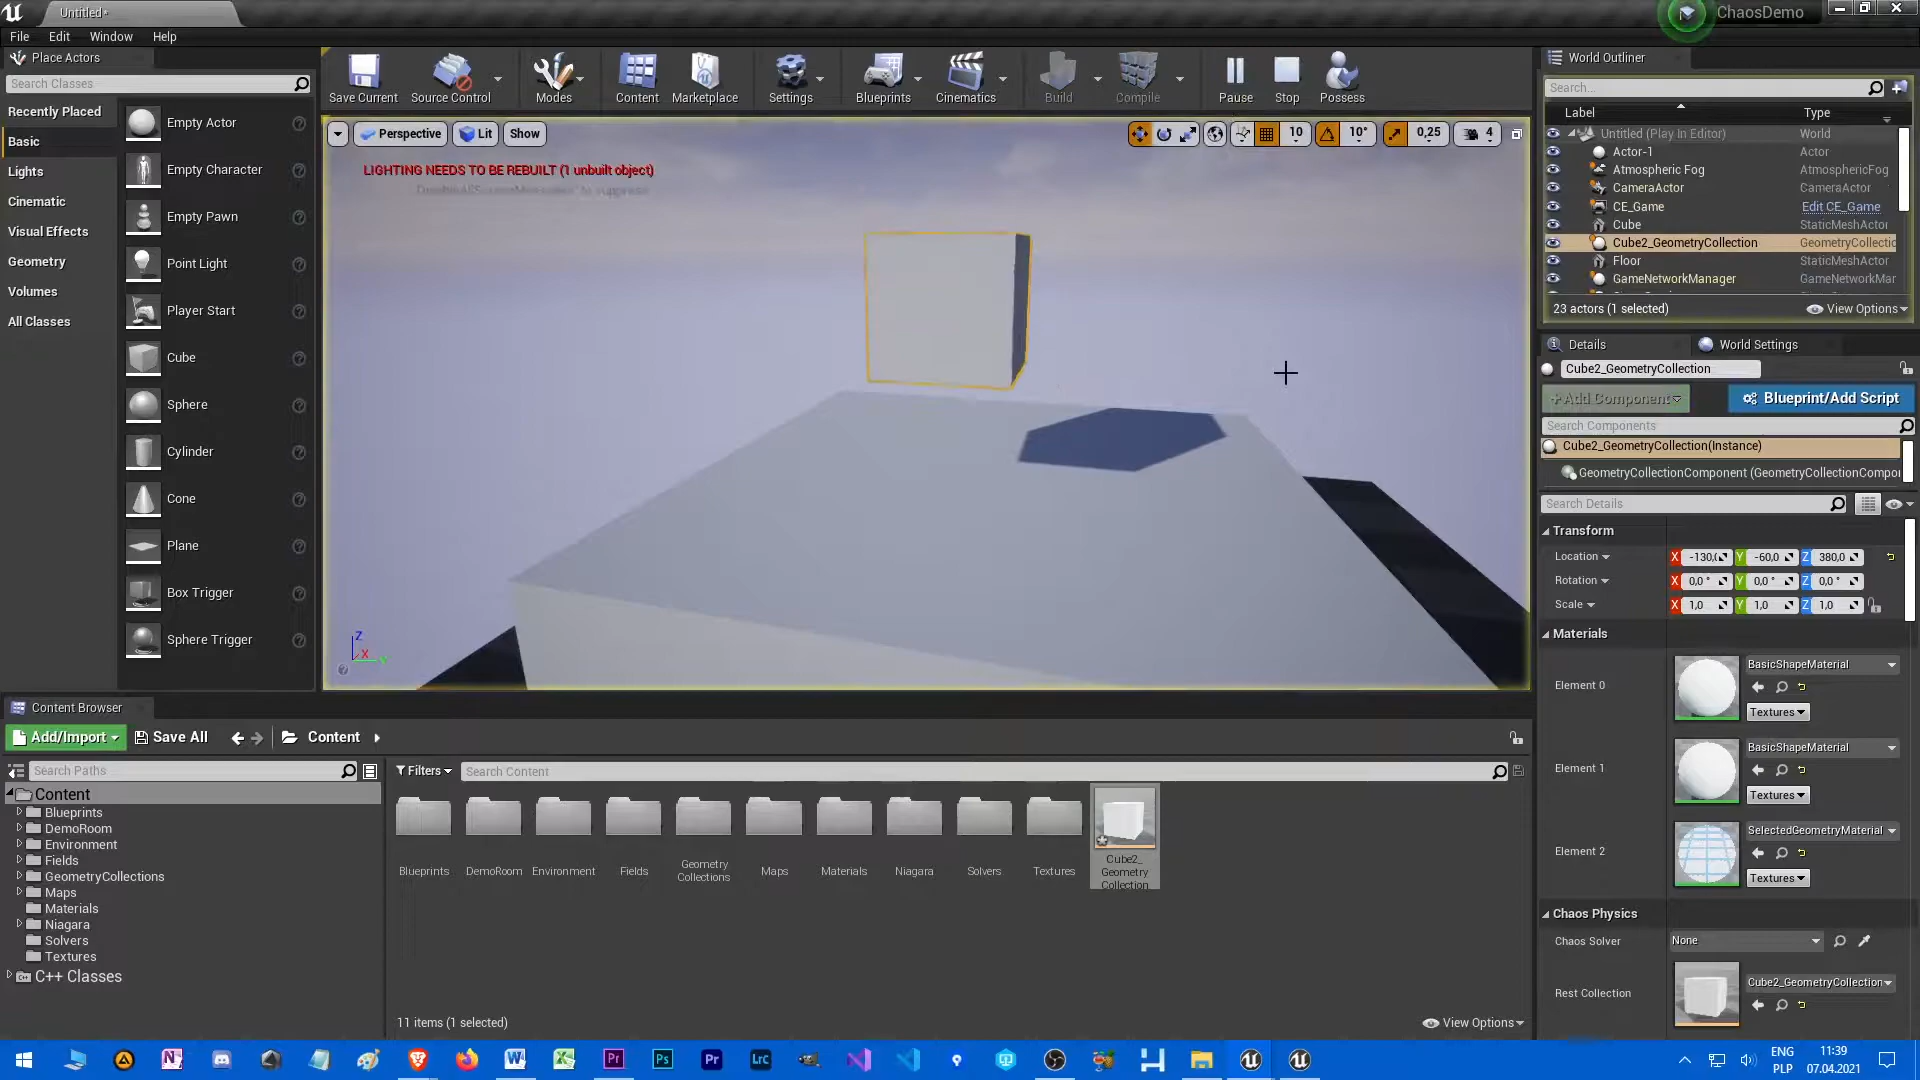 Untitled*
ChaosDemo
File Edit Window Help
Place Actors
Search Classes
Recently Placed
Basic
Lights
Cinematic
Visual Effects
Geometry
Volumes
All Classes
Empty Actor
Empty Character
Empty Pawn
Point Light
Player Start
Cube
Sphere
Cylinder
Cone
Plane
Box Trigger
Sphere Trigger
Save Current
Source Control
Modes
Content
Marketplace
Settings
Blueprints
Cinematics
Build
Compile
Pause
Stop
Possess
Perspective
Lit
Show
10
10°
0,25
4
LIGHTING NEEDS TO BE REBUILT (1 unbuilt object)
Z
X
Y
World Outliner
Search...
Label Type
Untitled (Play In Editor) World
Actor-1 Actor
Atmospheric Fog AtmosphericFog
CameraActor CameraActor
CE_Game Edit CE_Game
Cube StaticMeshActor
Cube2_GeometryCollection GeometryCollectic
Floor StaticMeshActor
GameNetworkManager GameNetworkMar
23 actors (1 selected)
View Options
Details
World Settings
Cube2_GeometryCollection
+Add Component
Blueprint/Add Script
Search Components
Cube2_GeometryCollection(Instance)
GeometryCollectionComponent (GeometryCollectionCompo
Search Details
Transform
Location X -130,( Y -60,0 Z 380,0
Rotation X 0,0 ° Y 0,0 ° Z 0,0 °
Scale X 1,0 Y 1,0 Z 1,0
Materials
Element 0
BasicShapeMaterial
Textures
Element 1
BasicShapeMaterial
Textures
Element 2
SelectedGeometryMaterial
Textures
Chaos Physics
Chaos Solver
None
Rest Collection
Cube2_GeometryCollection
Content Browser
Add/Import
Save All
Content
Search Paths
Filters
Search Content
Content
Blueprints
DemoRoom
Environment
Fields
GeometryCollections
Maps
Materials
Niagara
Solvers
Textures
C++ Classes
Blueprints
DemoRoom
Environment
Fields
Geometry
Collections
Maps
Materials
Niagara
Solvers
Textures
Cube2_
Geometry
Collection
11 items (1 selected)
View Options
ENG
PLP
11:39
07.04.2021